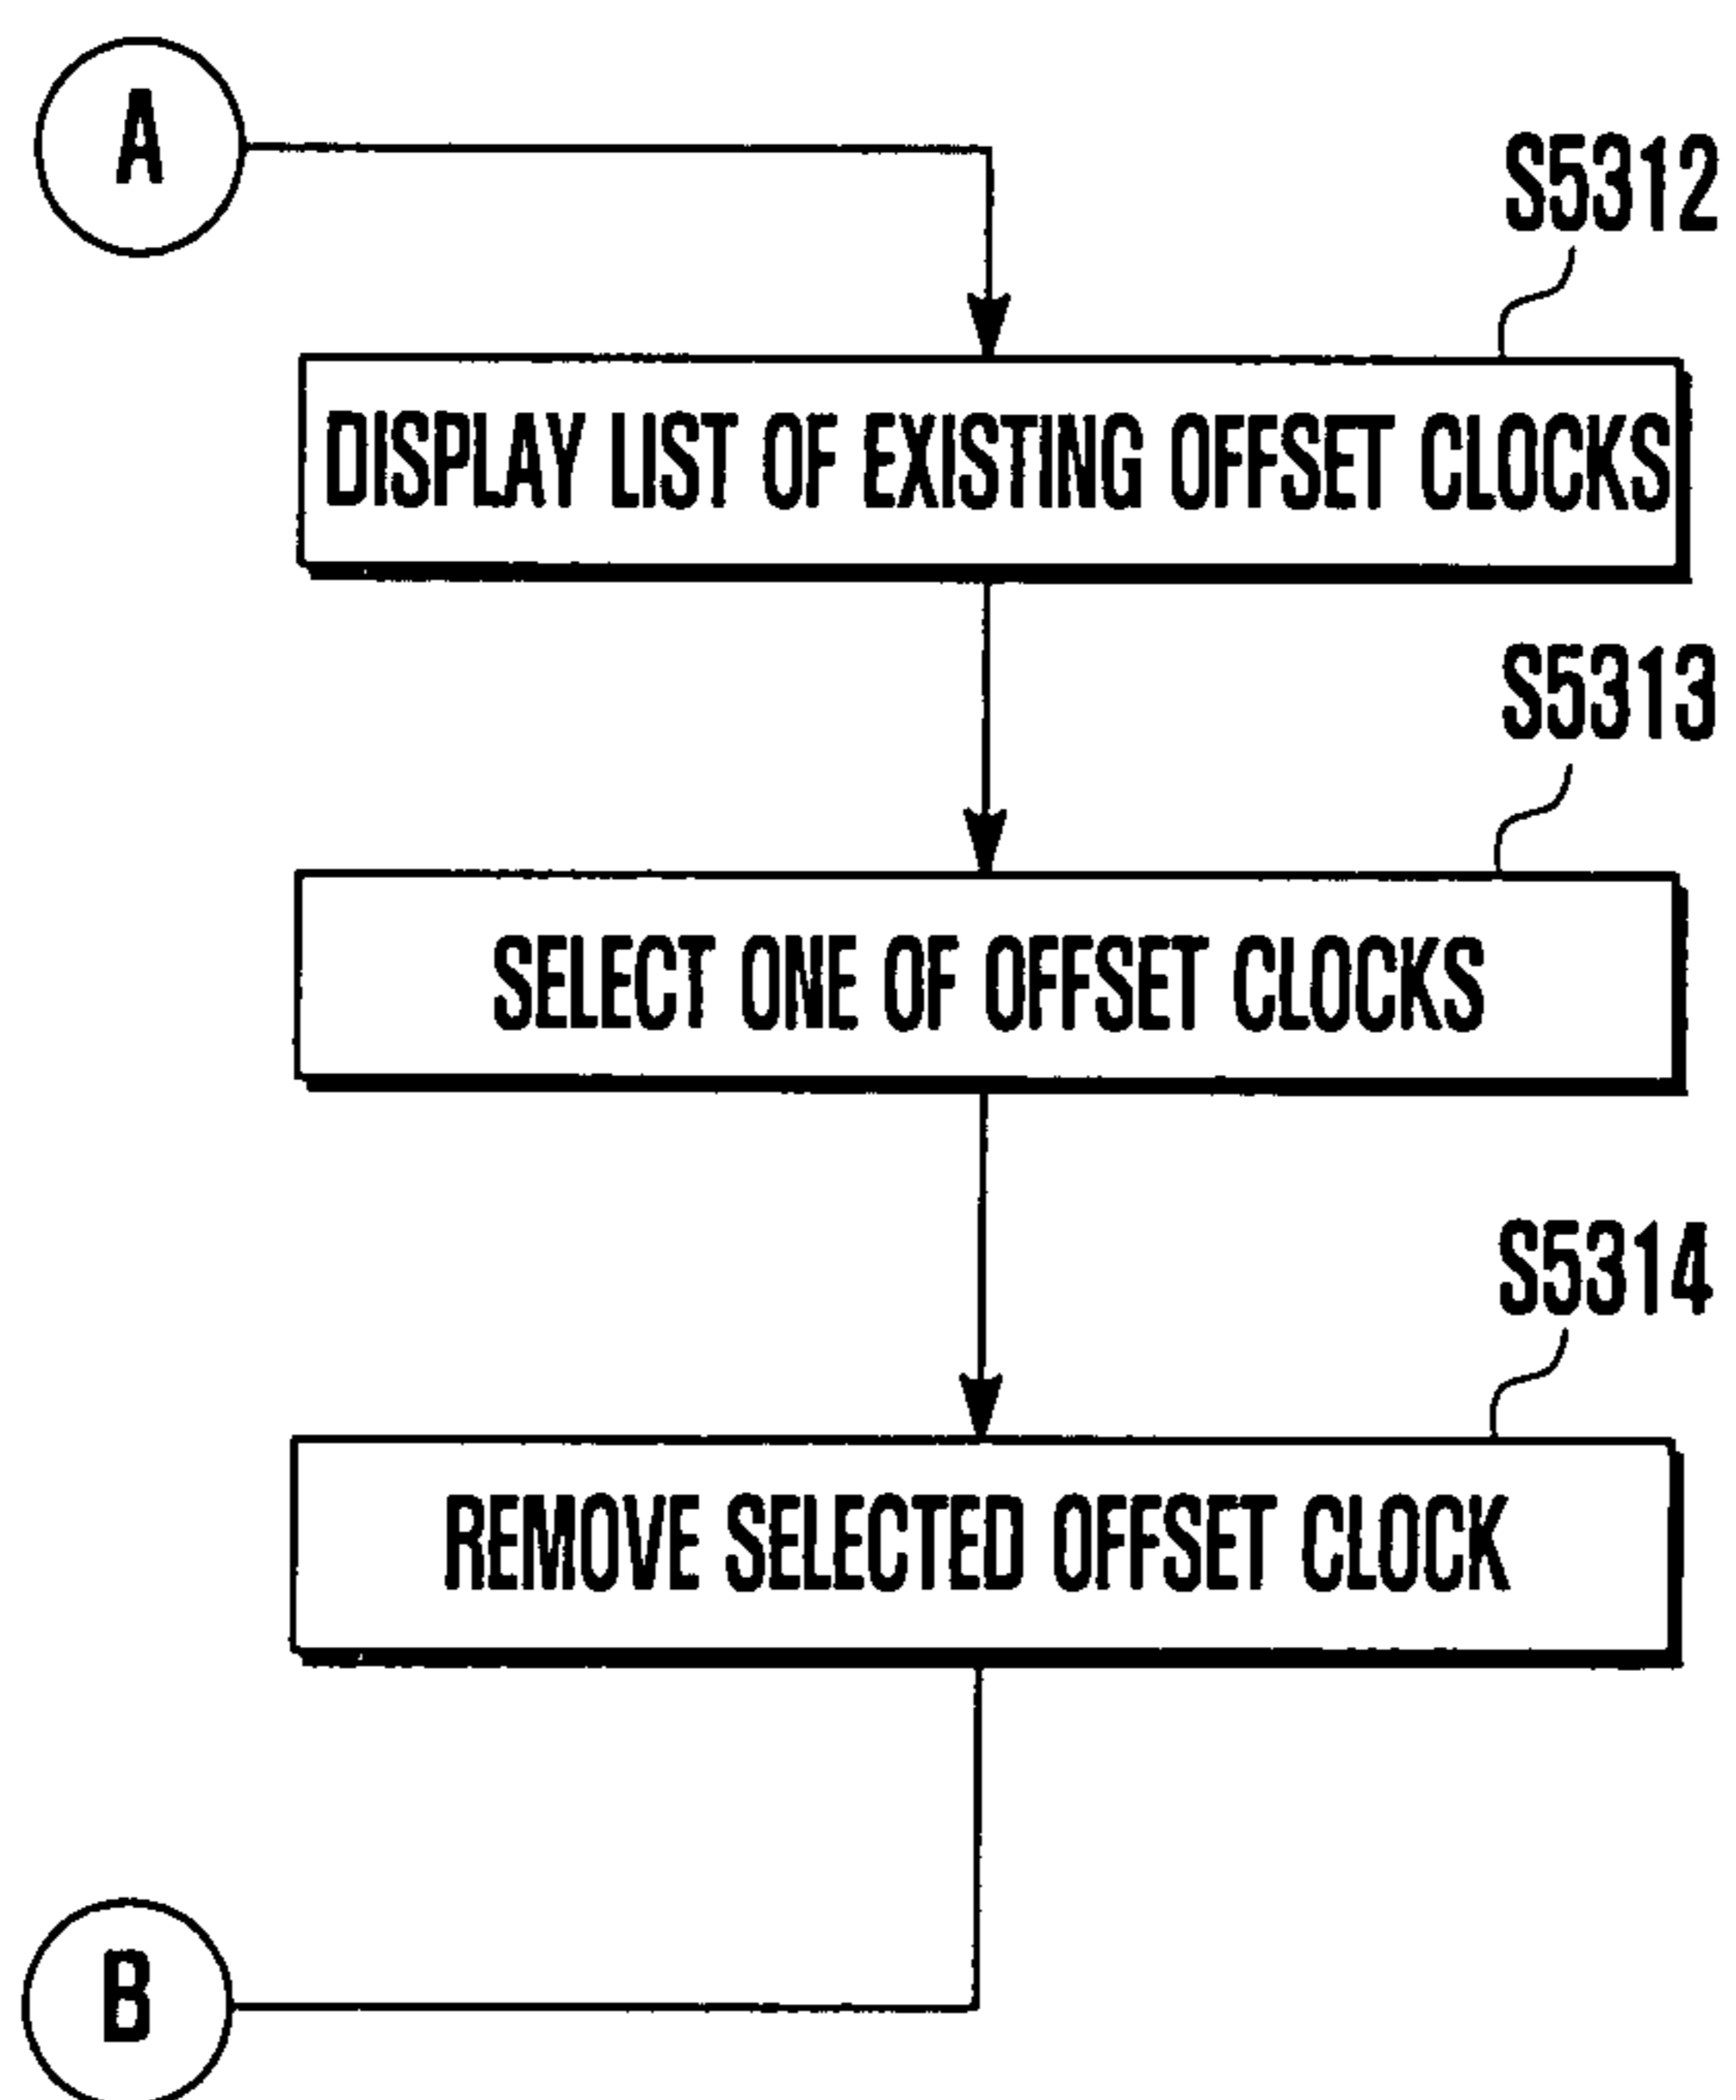 A
S5312
DISPLAY LIST OF EXISTING OFFSET CLOCKS
S5313
SELECT ONE OF OFFSET CLOCKS
S5314
REMOVE SELECTED OFFSET CLOCK
B